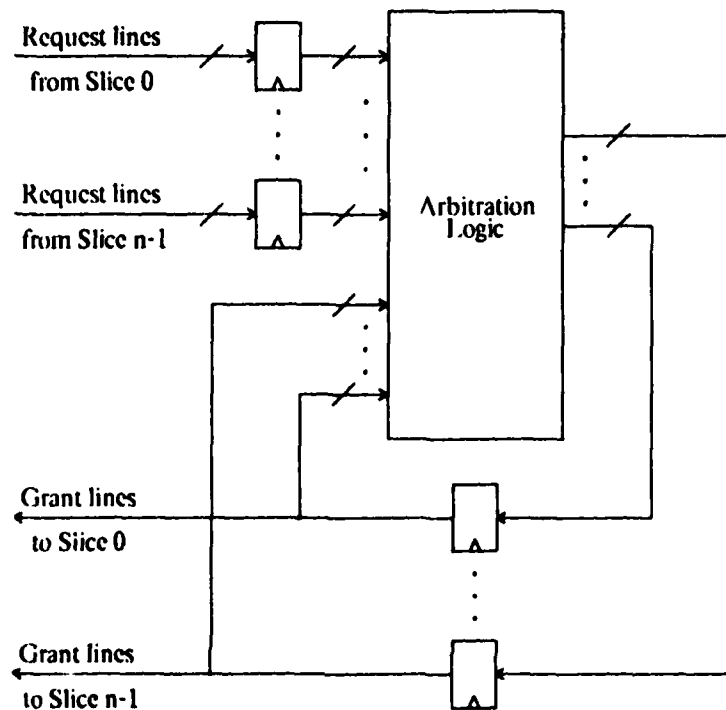 Request lines
from Slice 0
Request lines
from Slice n-1
Arbitration
Logic
Grant lines
to Slice 0
Grant lines
to Slice n-1